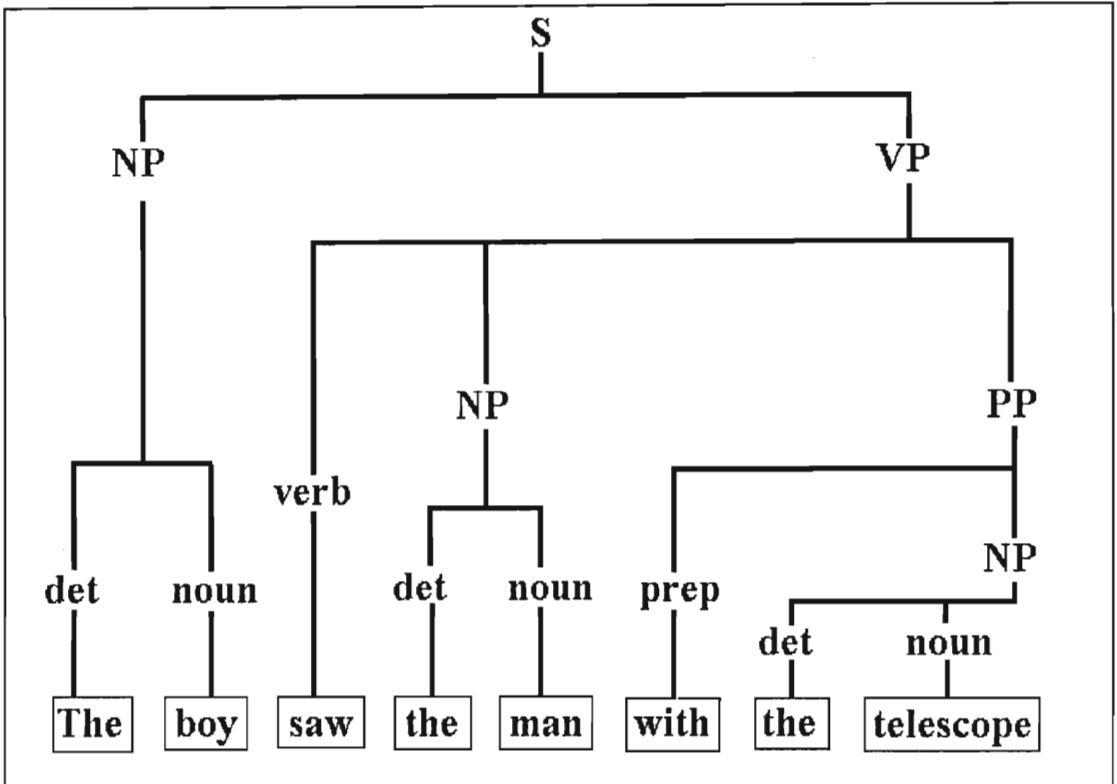 S
NP VP
NP PP
verb
NP
det noun det noun prep
det noun
The boy saw the man with the telescope